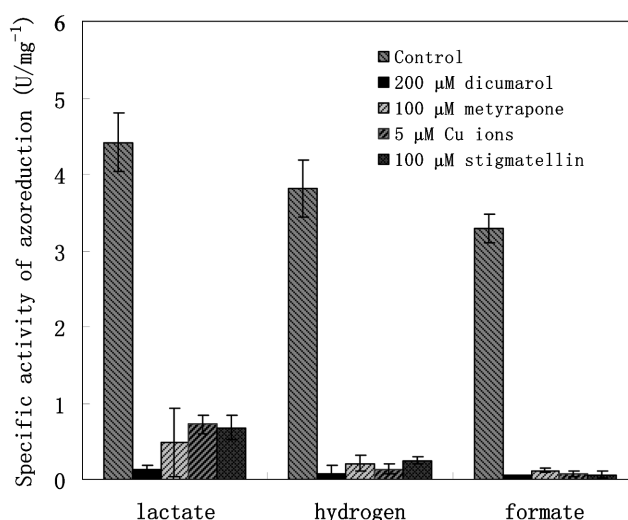 Specific activity of azoreduction (U/mg⁻¹)
6
5
4
3
2
1
0
Control
200 μM dicumarol
100 μM metyrapone
5 μM Cu ions
100 μM stigmatellin
lactate hydrogen formate